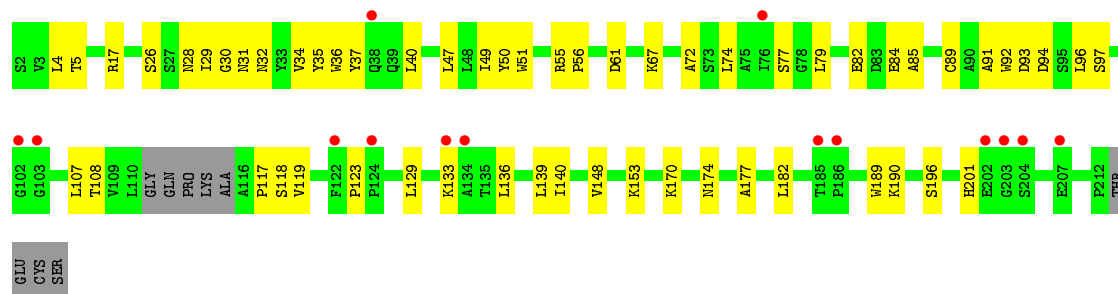 S2 V3 L4 T5 R17 S26 S27 N28 I29 G30 N31 N32 Y33 V34 Y35 W36 Y37 Q38 Q39 L40 L47 L48 I49 Y50 W51 R55 P56 D61 K67 A72 S73 L74 A75 I76 S77 G78 L79 E82 D83 E84 A85 C89 A90 A91 W92 D93 D94 S95 L96 S97
G102 G103 L107 T108 V109 L110 GLY GLN PRO LYS ALA A116 P117 S118 V119 F122 P123 P124 L129 K133 A134 T135 L136 L139 I140 V148 K153 K170 N174 A177 L182 T185 P186 W189 K190 S196 H201 E202 G203 S204 E207 P212 THR
GLU CYS SER